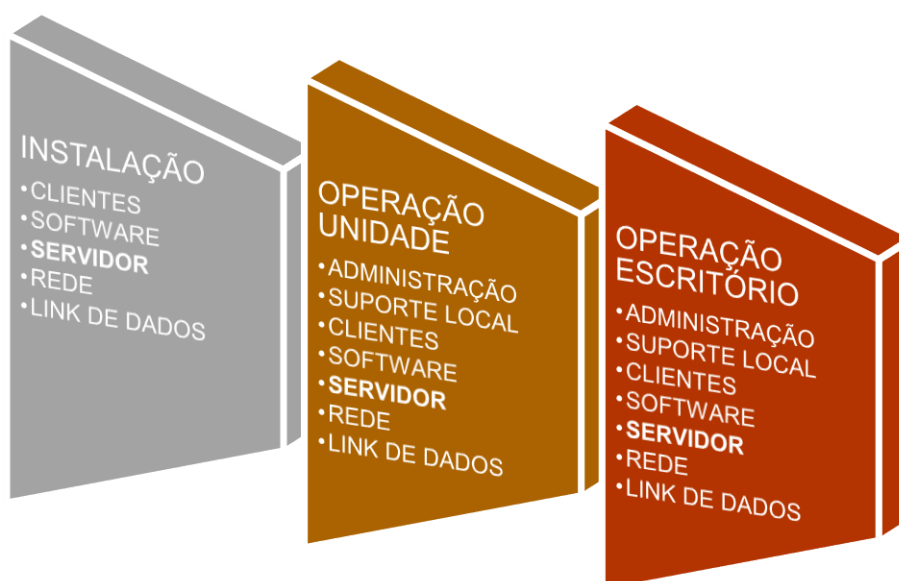 INSTALAÇÃO
•CLIENTES
•SOFTWARE
•SERVIDOR
•REDE
•LINK DE DADOS
OPERAÇÃO
UNIDADE
•ADMINISTRAÇÃO
•SUPORTE LOCAL
•CLIENTES
•SOFTWARE
•SERVIDOR
•REDE
•LINK DE DADOS
OPERAÇÃO
ESCRITÓRIO
•ADMINISTRAÇÃO
•SUPORTE LOCAL
•CLIENTES
•SOFTWARE
•SERVIDOR
•REDE
•LINK DE DADOS